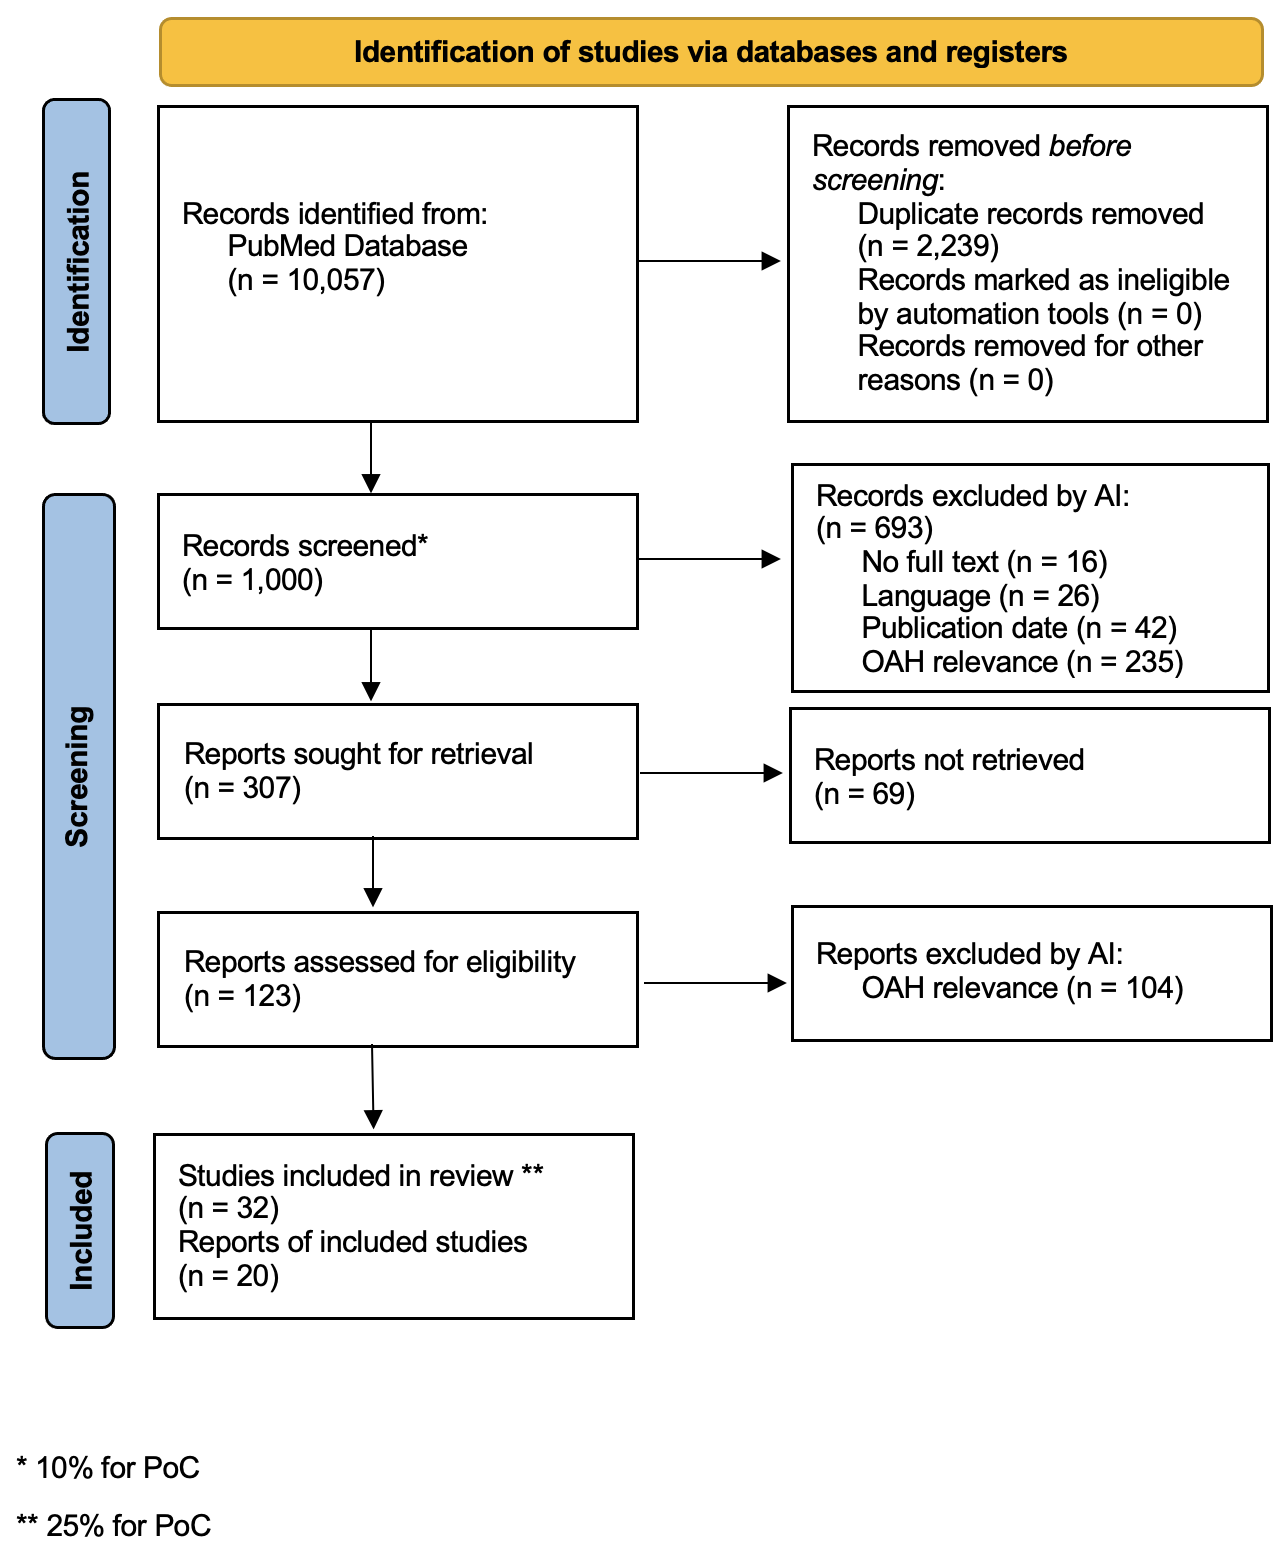 Identification of studies via databases and registers
Identification
Records identified from:
PubMed Database
(n = 10,057)
Records removed before
screening:
Duplicate records removed
(n = 2,239)
Records marked as ineligible
by automation tools (n = 0)
Records removed for other
reasons (n = 0)
Screening
Records screened*
(n = 1,000)
Records excluded by AI:
(n = 693)
No full text (n = 16)
Language (n = 26)
Publication date (n = 42)
OAH relevance (n = 235)
Reports sought for retrieval
(n = 307)
Reports not retrieved
(n = 69)
Reports assessed for eligibility
(n = 123)
Reports excluded by AI:
OAH relevance (n = 104)
Included
Studies included in review **
(n = 32)
Reports of included studies
(n = 20)
* 10% for PoC
** 25% for PoC